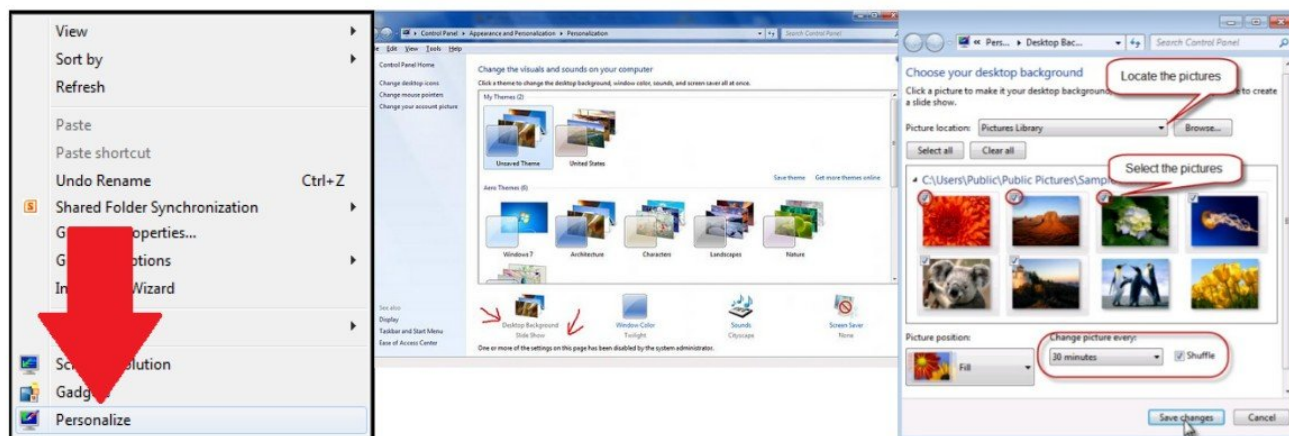 View
Sort by
Refresh
Paste
Paste shortcut
Undo Rename Ctrl+Z
Shared Folder Synchronization
In Wizard
Personalize
Control Panel Appearance and Personalization Personalization
Search Control Panel
Edit View Tools Help
Control Panel Home
Change desktop icons
Change mouse pointers
Change your account picture
See also
Display
Taskbar and Start Menu
Ease of Access Center
Change the visuals and sounds on your computer
Click a theme to change the desktop background, window color, sounds, and screen saver all at once.
My Themes (2)
Unsaved Theme United States
Save theme Get more themes online
Aero Themes (6)
Windows 7 Architecture Characters Landscapes Nature
Desktop Background Window Color Sounds Screen Saver
Slide Show Twilight Cityscape None
One or more of the settings on this page has been disabled by the system administrator.
« Pers... Desktop Bac...
Search Control Panel
Choose your desktop background
Locate the pictures
Click a picture to make it your desktop background, to create
a slide show.
Picture location: Pictures Library Browse...
Select all Clear all
Select the pictures
C:\Users\Public\Public Pictures\Samp
Picture position: Change picture every:
Fill 30 minutes Shuffle
Save changes Cancel